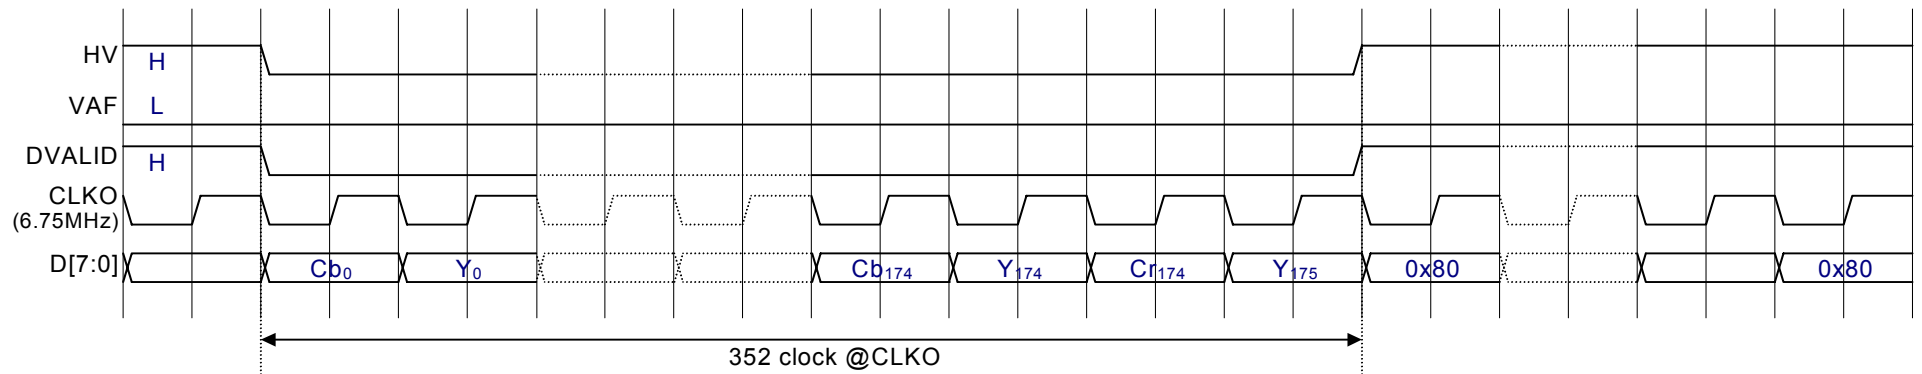 HV H
VAF L
DVALID H
CLKO
(6.75MHz)
D[7:0] Cb₀ Y₀ Cb₁₇₄ Y₁₇₄ Cr₁₇₄ Y₁₇₅ 0x80 0x80
352 clock @CLKO